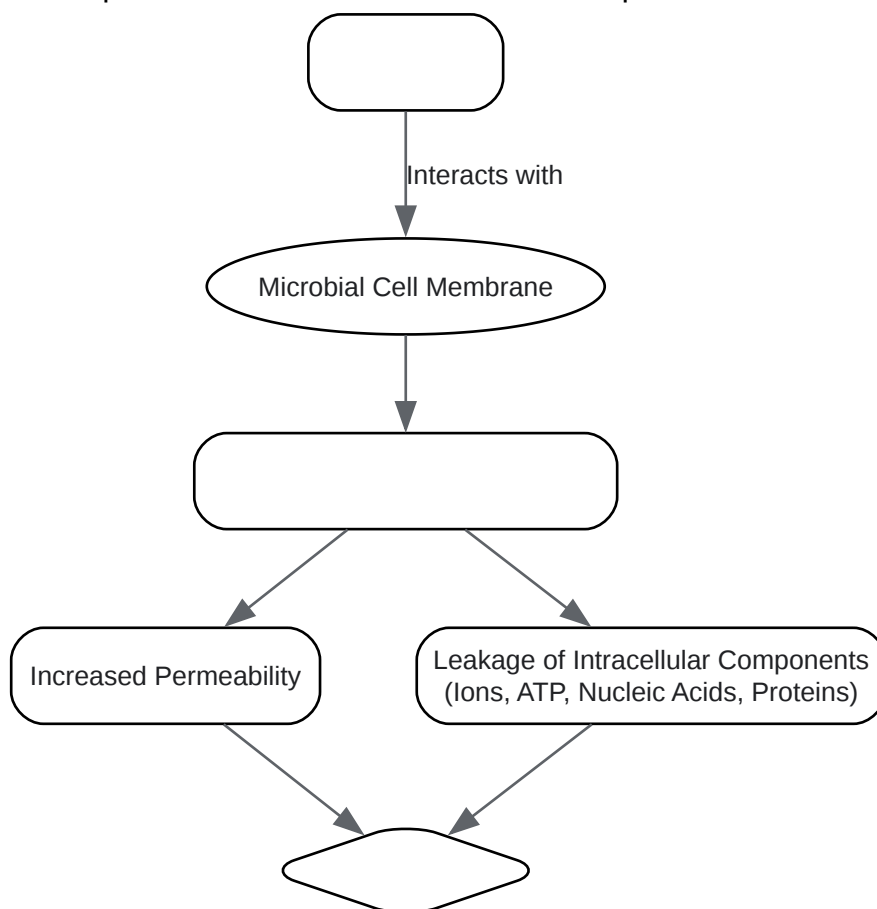 Interacts with
Microbial Cell Membrane
Increased Permeability
Leakage of Intracellular Components
(Ions, ATP, Nucleic Acids, Proteins)